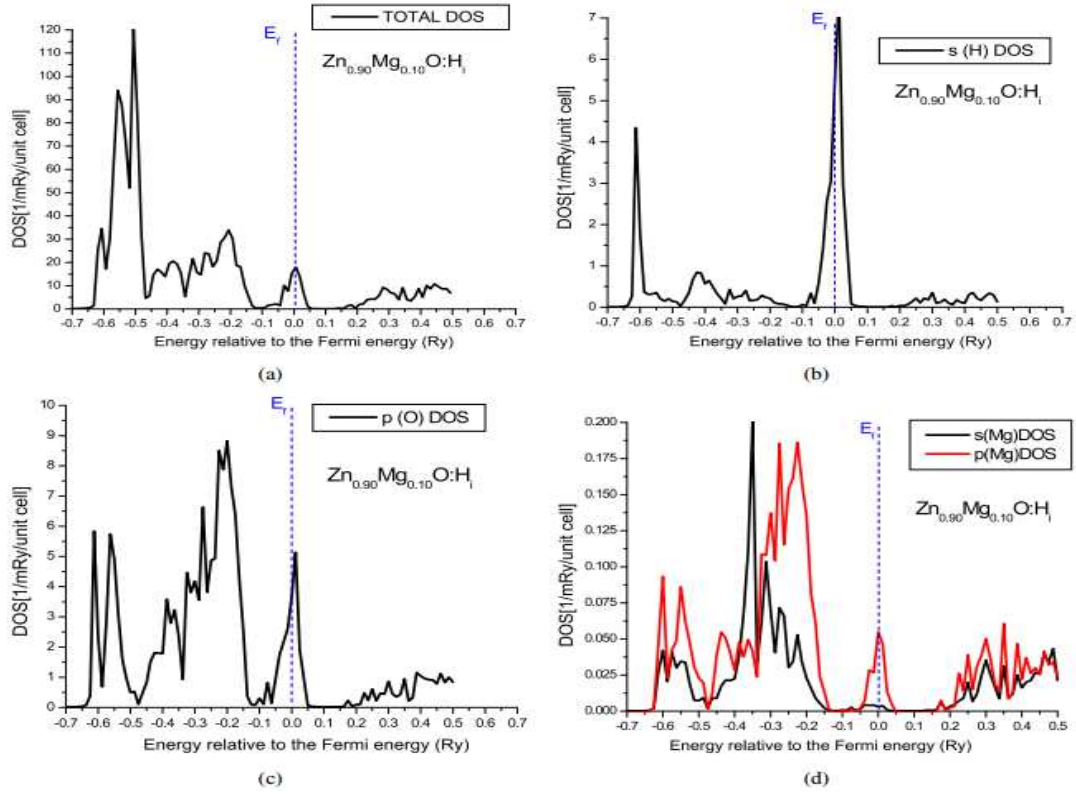 TOTAL DOS
E_f
Zn0.90Mg0.10O:Hi
DOS[1/mRy/unit cell]
120
110
100
90
80
70
60
50
40
30
20
10
0
-0.7 -0.6 -0.5 -0.4 -0.3 -0.2 -0.1 0.0 0.1 0.2 0.3 0.4 0.5 0.6 0.7
Energy relative to the Fermi energy (Ry)
(a)
s (H) DOS
E_f
Zn0.90Mg0.10O:Hi
DOS[1/mRy/unit cell]
7
6
5
4
3
2
1
0
-0.7 -0.6 -0.5 -0.4 -0.3 -0.2 -0.1 0.0 0.1 0.2 0.3 0.4 0.5 0.6 0.7
Energy relative to the Fermi energy (Ry)
(b)
p (O) DOS
E_f
Zn0.90Mg0.10O:Hi
DOS[1/mRy/unit cell]
10
9
8
7
6
5
4
3
2
1
0
-0.7 -0.6 -0.5 -0.4 -0.3 -0.2 -0.1 0.0 0.1 0.2 0.3 0.4 0.5 0.6 0.7
Energy relative to the Fermi energy (Ry)
(c)
s(Mg)DOS
p(Mg)DOS
E_f
Zn0.90Mg0.10O:Hi
DOS[1/mRy/unit cell]
0.200
0.175
0.150
0.125
0.100
0.075
0.050
0.025
0.000
-0.7 -0.6 -0.5 -0.4 -0.3 -0.2 -0.1 0.0 0.1 0.2 0.3 0.4 0.5
Energy relative to the Fermi energy (Ry)
(d)